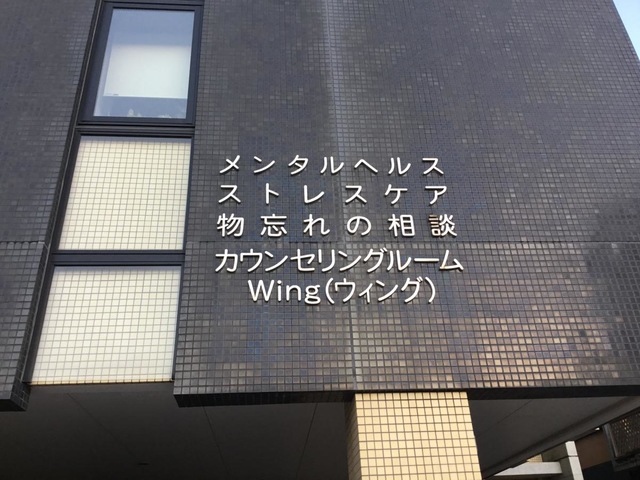 メンタルヘルス
ストレスケア
物忘れの相談
カウンセリングルーム
Wing(ウィング)